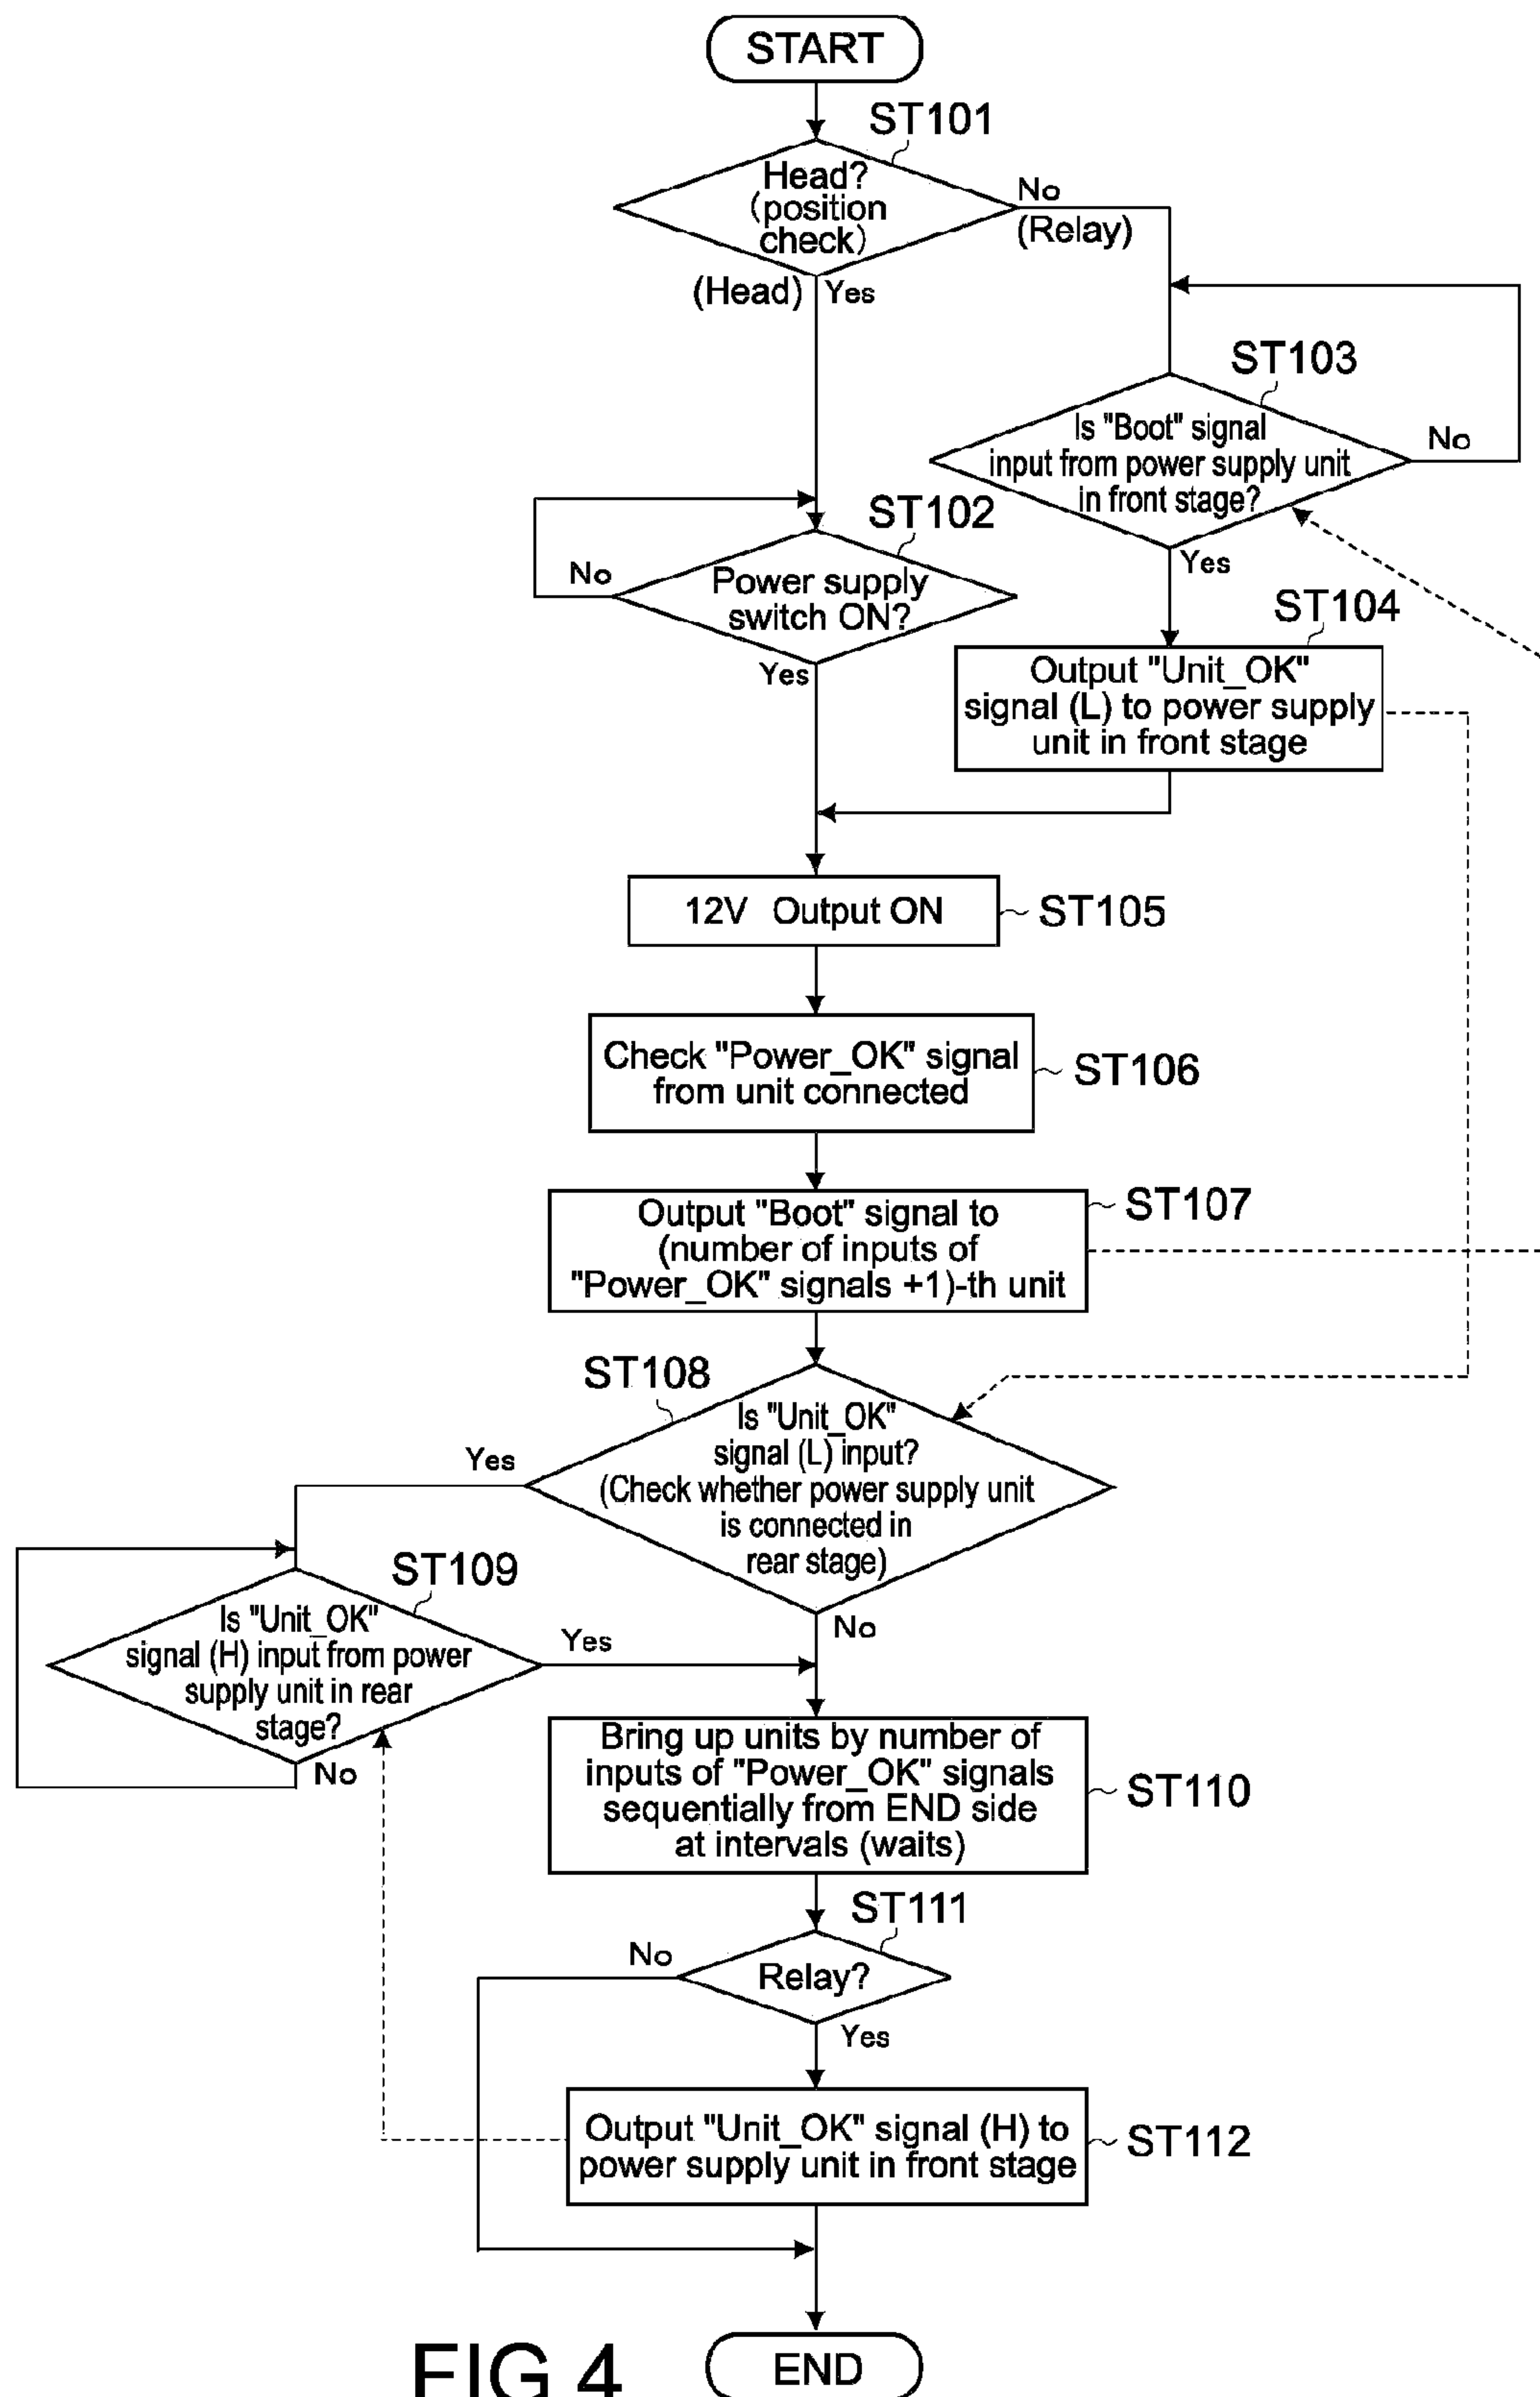 START
ST101
Head?
(position
check)
No
(Relay)
(Head)
Yes
ST103
Is "Boot" signal
input from power supply unit
in front stage?
No
Yes
ST102
Power supply
switch ON?
No
Yes
ST104
Output "Unit_OK"
signal (L) to power supply
unit in front stage
12V Output ON
ST105
Check "Power_OK" signal
from unit connected
ST106
Output "Boot" signal to
(number of inputs of
"Power_OK" signals +1)-th unit
ST107
ST108
Is "Unit_OK"
signal (L) input?
(Check whether power supply unit
is connected in
rear stage)
Yes
No
ST109
Is "Unit_OK"
signal (H) input from power
supply unit in rear
stage?
Yes
No
Bring up units by number of
inputs of "Power_OK" signals
sequentially from END side
at intervals (waits)
ST110
ST111
Relay?
No
Yes
Output "Unit_OK" signal (H) to
power supply unit in front stage
ST112
END
FIG.4